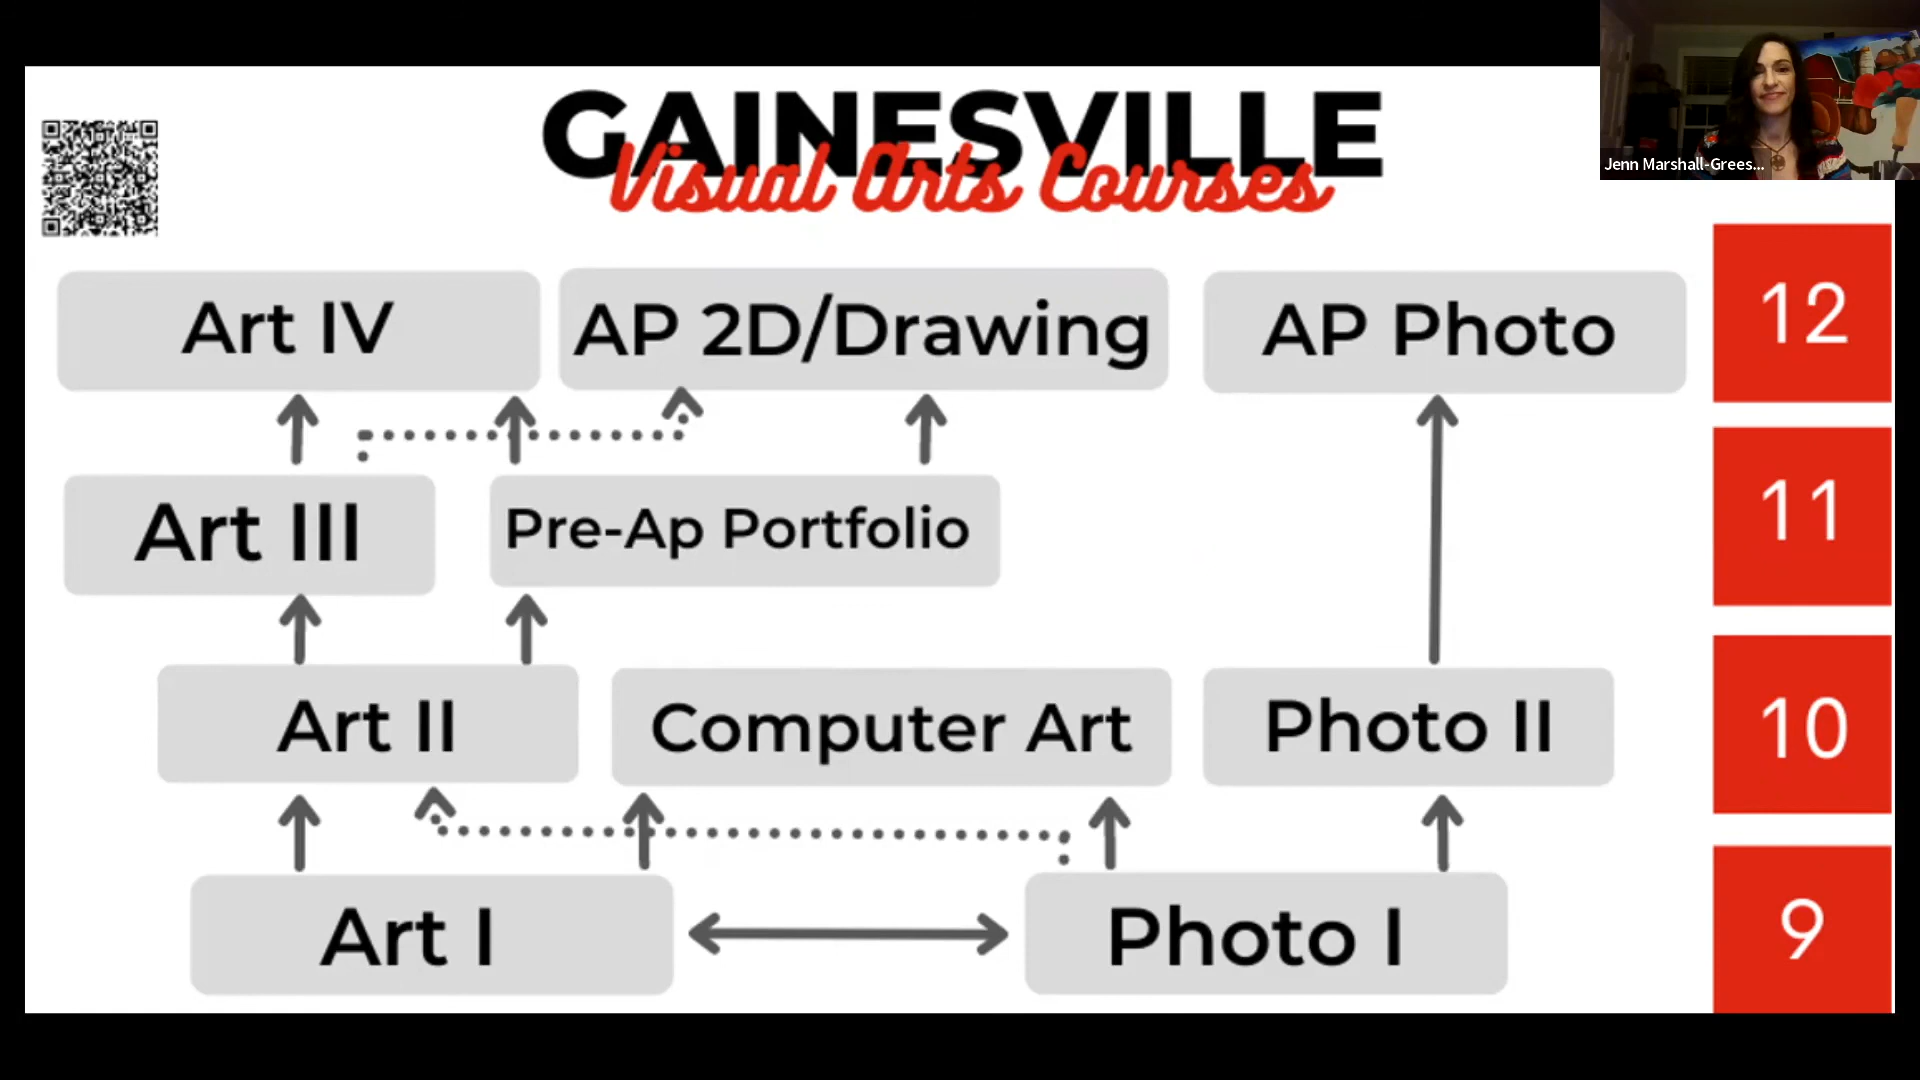 GAINESVILLE
Visual Arts Courses
Jenn Marshall-Grees...
Art IV
AP 2D/Drawing
AP Photo
12
Art III
Pre-Ap Portfolio
11
Art II
Computer Art
Photo II
10
Art I
Photo I
9